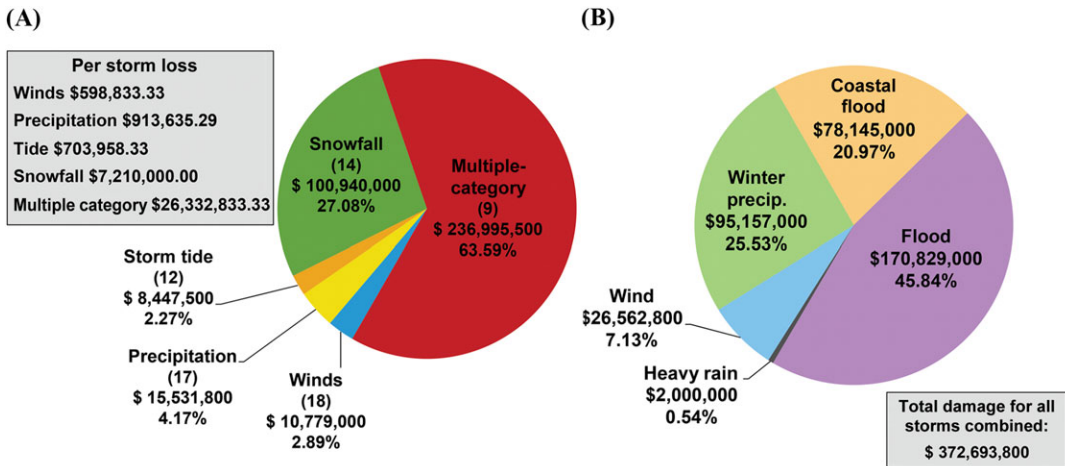 (A)
Per storm loss
Winds $598,833.33
Precipitation $913,635.29
Tide $703,958.33
Snowfall $7,210,000.00
Multiple category $26,332,833.33
Snowfall
(14)
$ 100,940,000
27.08%
Multiple-
category
(9)
$ 236,995,500
63.59%
Storm tide
(12)
$ 8,447,500
2.27%
Precipitation
(17)
$ 15,531,800
4.17%
Winds
(18)
$ 10,779,000
2.89%
(B)
Coastal
flood
$78,145,000
20.97%
Winter
precip.
$95,157,000
25.53%
Flood
$170,829,000
45.84%
Wind
$26,562,800
7.13%
Heavy rain
$2,000,000
0.54%
Total damage for all
storms combined:
$ 372,693,800